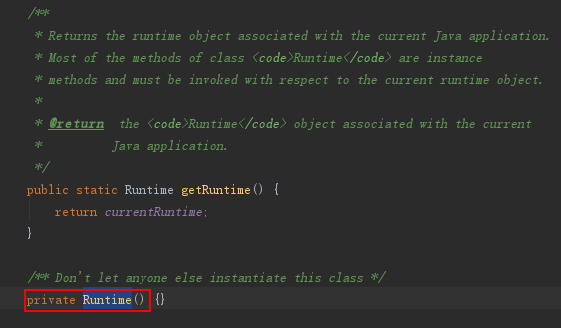 /**
* Returns the runtime object associated with the current Java application.
* Most of the methods of class <code>Runtime</code> are instance
* methods and must be invoked with respect to the current runtime object.
*
* @return  the <code>Runtime</code> object associated with the current
*          Java application.
*/
public static Runtime getRuntime() {
return currentRuntime;
}
/** Don't let anyone else instantiate this class */
private Runtime() {}